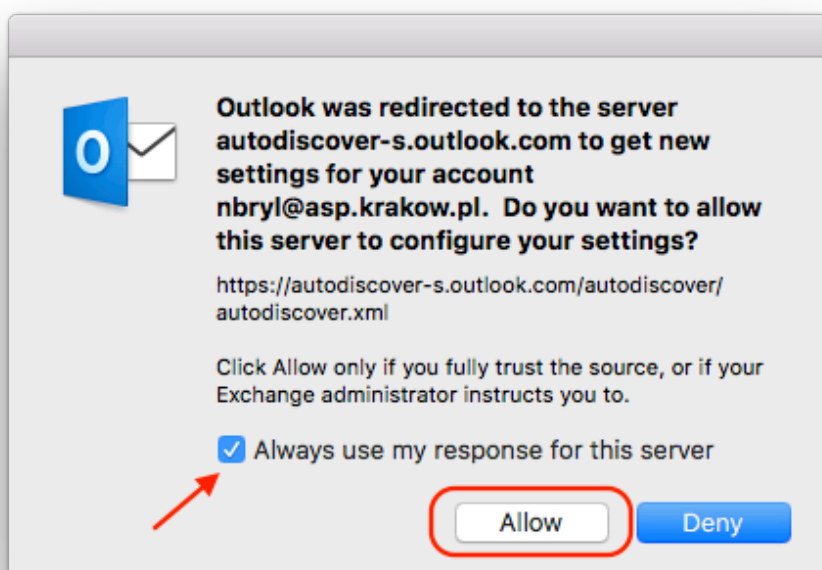 Outlook was redirected to the server
autodiscover-s.outlook.com to get new
settings for your account
nbryl@asp.krakow.pl. Do you want to allow
this server to configure your settings?
https://autodiscover-s.outlook.com/autodiscover/
autodiscover.xml
Click Allow only if you fully trust the source, or if your
Exchange administrator instructs you to.
Always use my response for this server
Allow
Deny